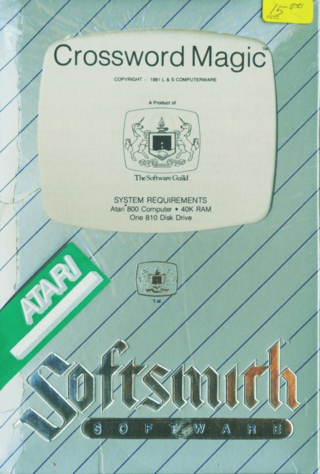 15.00
Crossword Magic™
COPYRIGHT - 1981 L & S COMPUTERWARE
A Product of
The Software Guild
SYSTEM REQUIREMENTS
Atari 800 Computer • 40K RAM
One 810 Disk Drive
ATARI
TM
Softsmith
SOFTWARE